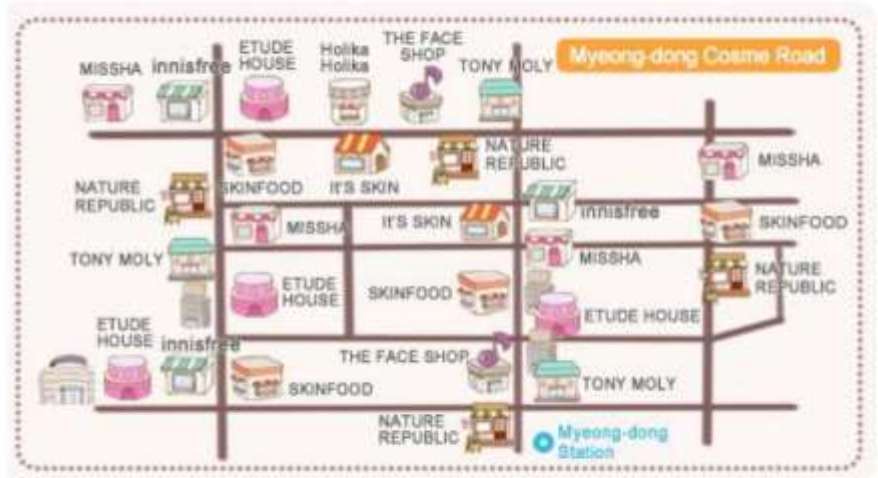 Myeong-dong Cosme Road
MISSHA
innisfree
ETUDE
HOUSE
Holika
Holika
THE FACE
SHOP
TONY MOLY
NATURE
REPUBLIC
SKINFOOD
It'S SKIN
NATURE
REPUBLIC
MISSHA
MISSHA
It'S SKIN
innisfree
SKINFOOD
TONY MOLY
MISSHA
NATURE
REPUBLIC
ETUDE
HOUSE
SKINFOOD
ETUDE HOUSE
ETUDE
HOUSE
innisfree
SKINFOOD
THE FACE SHOP
TONY MOLY
NATURE
REPUBLIC
Myeong-dong
Station